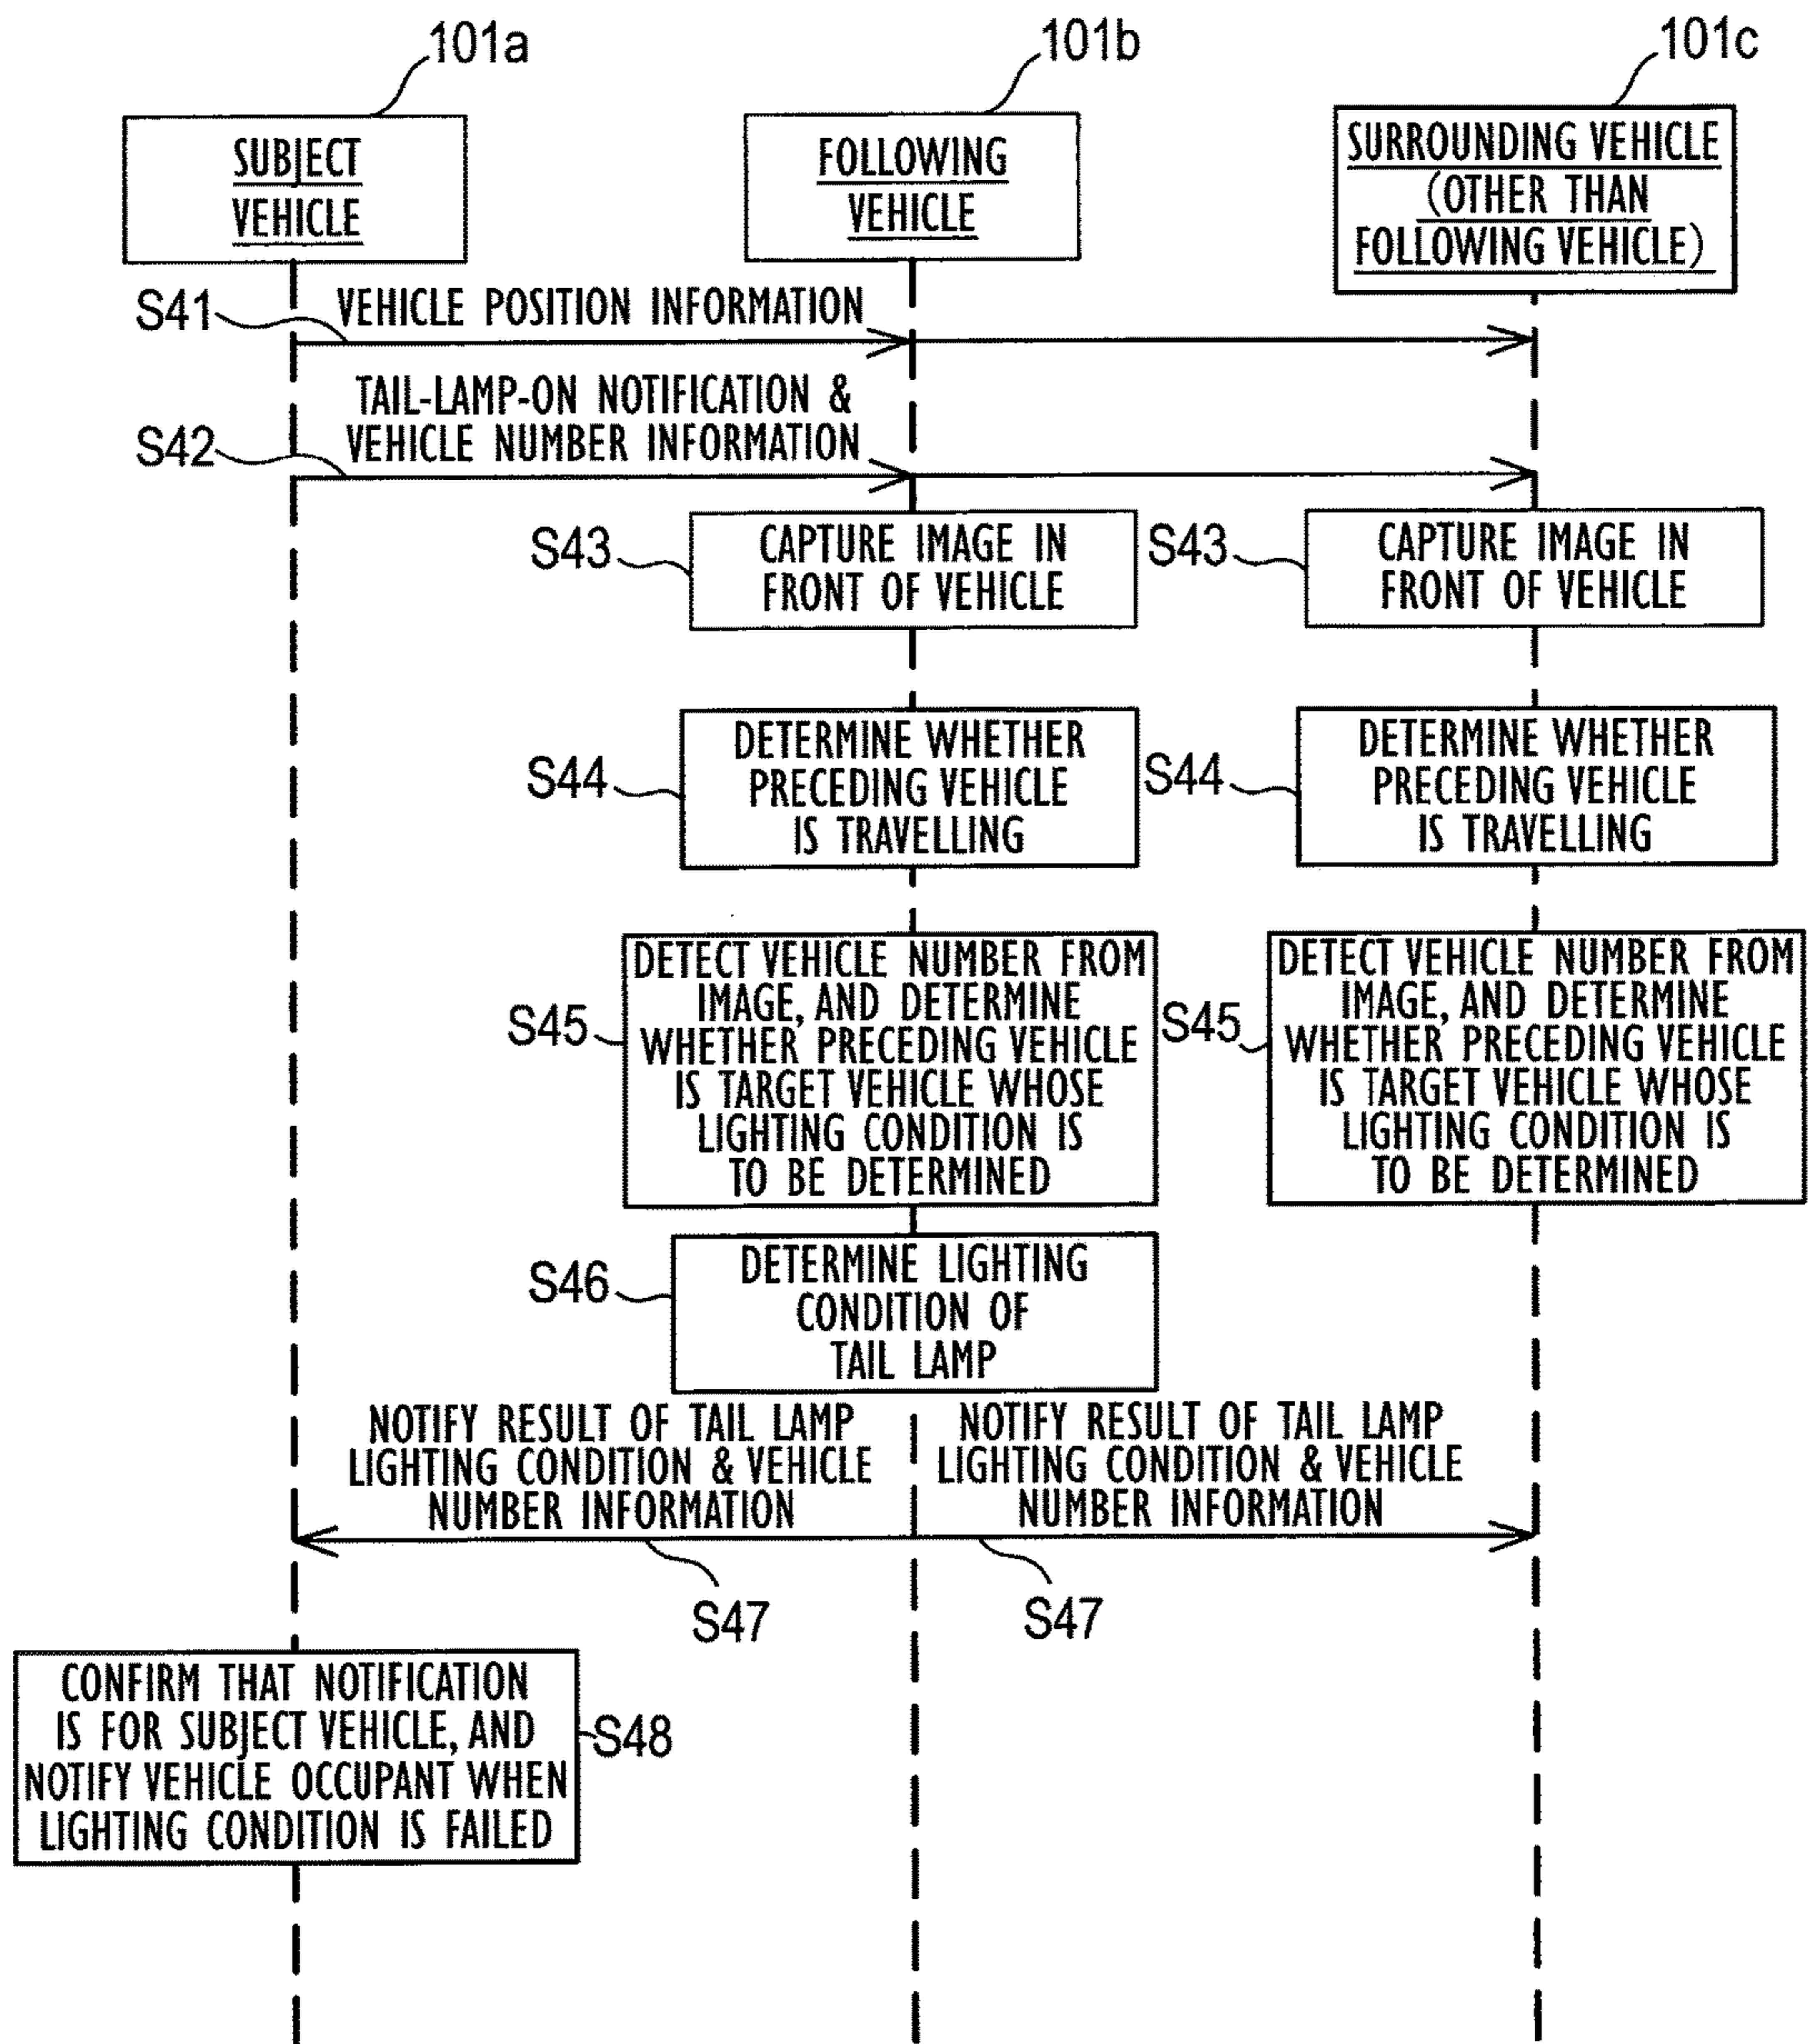 101a
101b
101c
SUBJECT
VEHICLE
FOLLOWING
VEHICLE
SURROUNDING VEHICLE
(OTHER THAN
FOLLOWING VEHICLE)
S41
VEHICLE POSITION INFORMATION
TAIL-LAMP-ON NOTIFICATION &
VEHICLE NUMBER INFORMATION
S42
S43
CAPTURE IMAGE IN
FRONT OF VEHICLE
S43
CAPTURE IMAGE IN
FRONT OF VEHICLE
S44
DETERMINE WHETHER
PRECEDING VEHICLE
IS TRAVELLING
S44
DETERMINE WHETHER
PRECEDING VEHICLE
IS TRAVELLING
S45
DETECT VEHICLE NUMBER FROM
IMAGE, AND DETERMINE
WHETHER PRECEDING VEHICLE
IS TARGET VEHICLE WHOSE
LIGHTING CONDITION IS
TO BE DETERMINED
S45
DETECT VEHICLE NUMBER FROM
IMAGE, AND DETERMINE
WHETHER PRECEDING VEHICLE
IS TARGET VEHICLE WHOSE
LIGHTING CONDITION IS
TO BE DETERMINED
S46
DETERMINE LIGHTING
CONDITION OF
TAIL LAMP
NOTIFY RESULT OF TAIL LAMP
LIGHTING CONDITION & VEHICLE
NUMBER INFORMATION
NOTIFY RESULT OF TAIL LAMP
LIGHTING CONDITION & VEHICLE
NUMBER INFORMATION
S47
S47
CONFIRM THAT NOTIFICATION
IS FOR SUBJECT VEHICLE, AND
NOTIFY VEHICLE OCCUPANT WHEN
LIGHTING CONDITION IS FAILED
S48